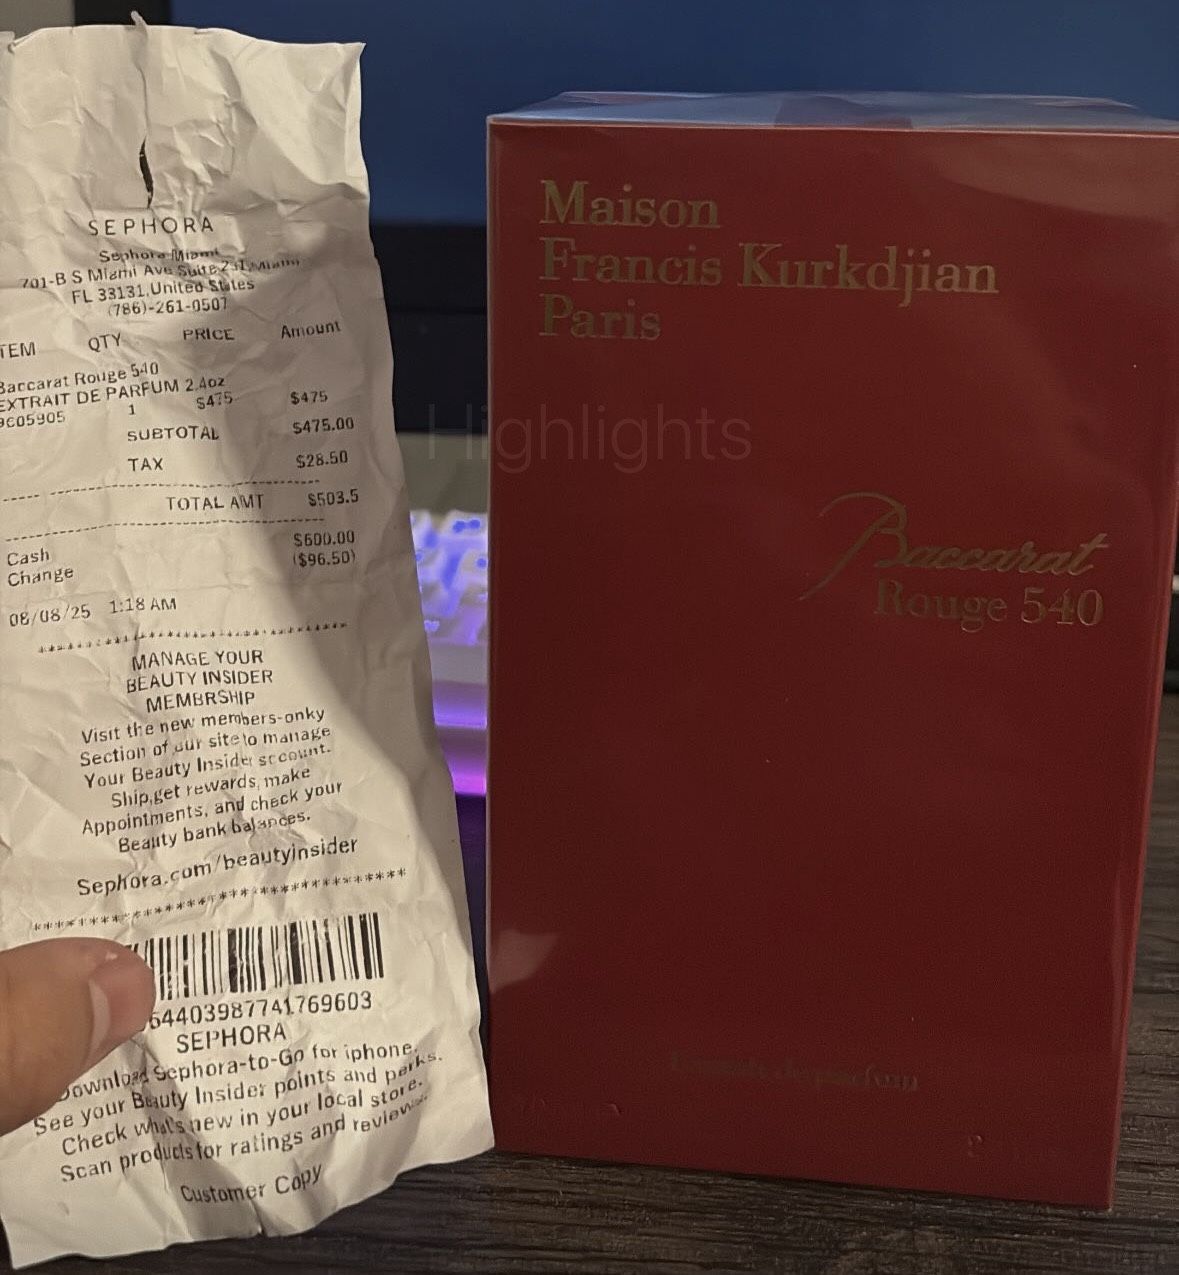 SEPHORA
Sephora Miami
701-B S Miami Ave Suite Miami
FL 33131,United States
(786)-261-0507
TEM QTY PRICE Amount
Baccarat Rouge 540
EXTRAIT DE PARFUM 2.4oz
9C05905 1 $475 $475
SUBTOTAL $475.00
TAX $28.50
TOTAL AMT $503.5
Cash $600.00
Change ($96.50)
08/08/25 1:18 AM
MANAGE YOUR
BEAUTY INSIDER
MEMBRSHIP
Visit the new members-onky
Section of our site to manage
Your Beauty Insider srcount.
Ship,get rewards, make
Appointments, and check your
Beauty bank balances.
Sephora.com/beautyinsider
***********************************
54403987741769603
SEPHORA
Download Sephora-to-Go for iphone.
See your Beauty Insider points and perks.
Check what's new in your local store.
Scan products for ratings and review
Customer Copy
Maison
Francis Kurkdjian
Paris
Highlights
Baccarat
Rouge 540